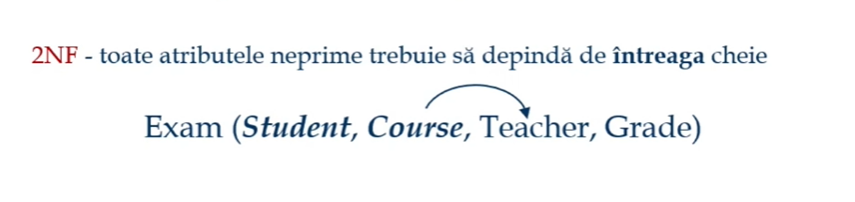 2NF - toate atributele neprime trebuie să depindă de întreaga cheie
Exam (Student, Course, Teacher, Grade)